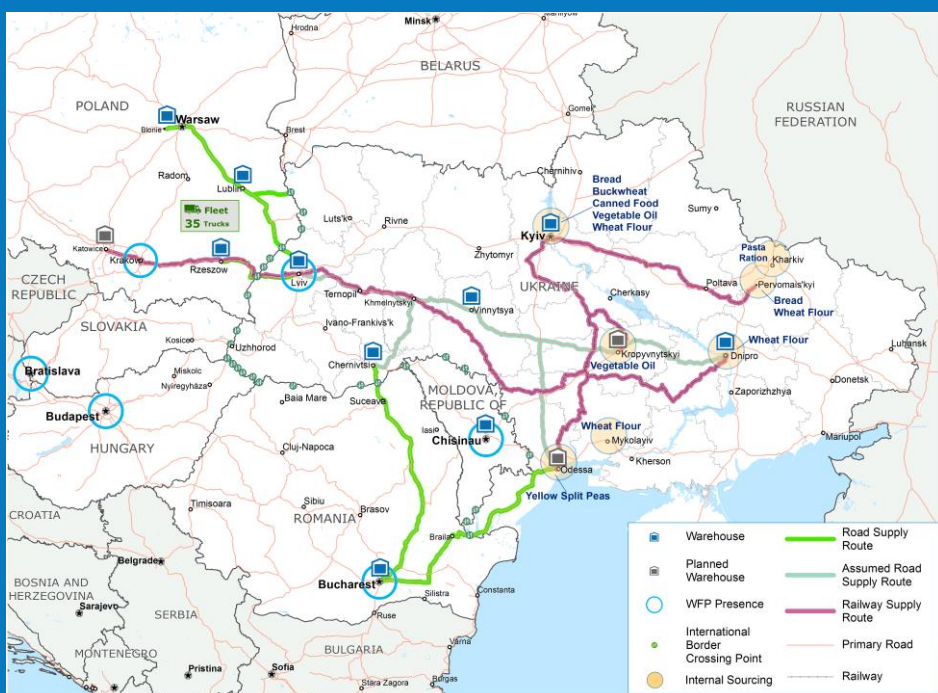 Minsk
Hrodna
BELARUS
POLAND
Warsaw
Blonie
Brest
Gomek
RUSSIAN
FEDERATION
Radom
Lublin
Chernihiv
Bread
Buckwheat
Canned Food
Vegetable Oil
Wheat Flour
Sumy
Fleet
35 Trucks
Luts'k
Rivne
Kyiv
Zhytomyr
Pasta
Ration
Kharkiv
Katowice
Krakow
Rzeszow
Lviv
Poltava
Pervomais'kyi
Bread
Wheat Flour
CZECH
REPUBLIC
Ternopil
Khmelnytskyi
UKRAINE
Cherkasy
SLOVAKIA
Vinnytsya
Ivano-Frankivs'k
Kosice
Uzhhorod
Kropyvnytskyi
Vegetable Oil
Wheat Flour
Dnipro
Luhansk
Bratislava
Miskolc
Nyiregyháza
Chernivtsi
Donetsk
Zaporizhzhya
Budapest
Baia Mare
Suceava
MOLDOVA,
REPUBLIC OF
Iasi
Chisinau
Wheat Flour
Mykolayiv
Mariupol
HUNGARY
Cluj-Napoca
Kherson
Odessa
Yellow Split Peas
CROATIA
Timisoara
Sibiu
Brasov
ROMANIA
Braila
Belgrade
BOSNIA AND
HERZEGOVINA
Sarajevo
SERBIA
Bucharest
Silistra
Constanta
Ruse
MONTENEGRO
Pristina
Sofia
BULGARIA
Varna
Stara Zagora
Burgas
Warehouse
Planned
Warehouse
WFP Presence
International
Border
Crossing Point
Internal Sourcing
Road Supply
Route
Assumed Road
Supply Route
Railway Supply
Route
Primary Road
Railway